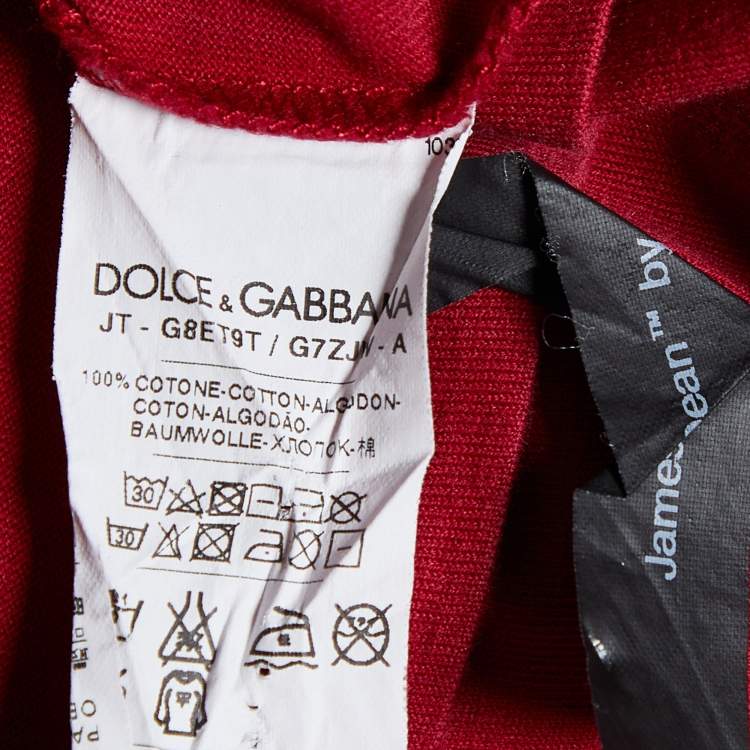 103
DOLCE & GABBANA
JT - G8ET9T / G7ZJW - A
100% COTONE-COTTON-ALGODON-
COTON-ALGODÃO-
BAUMWOLLE-ХЛОПОК-棉
30
30
James Dean™ by